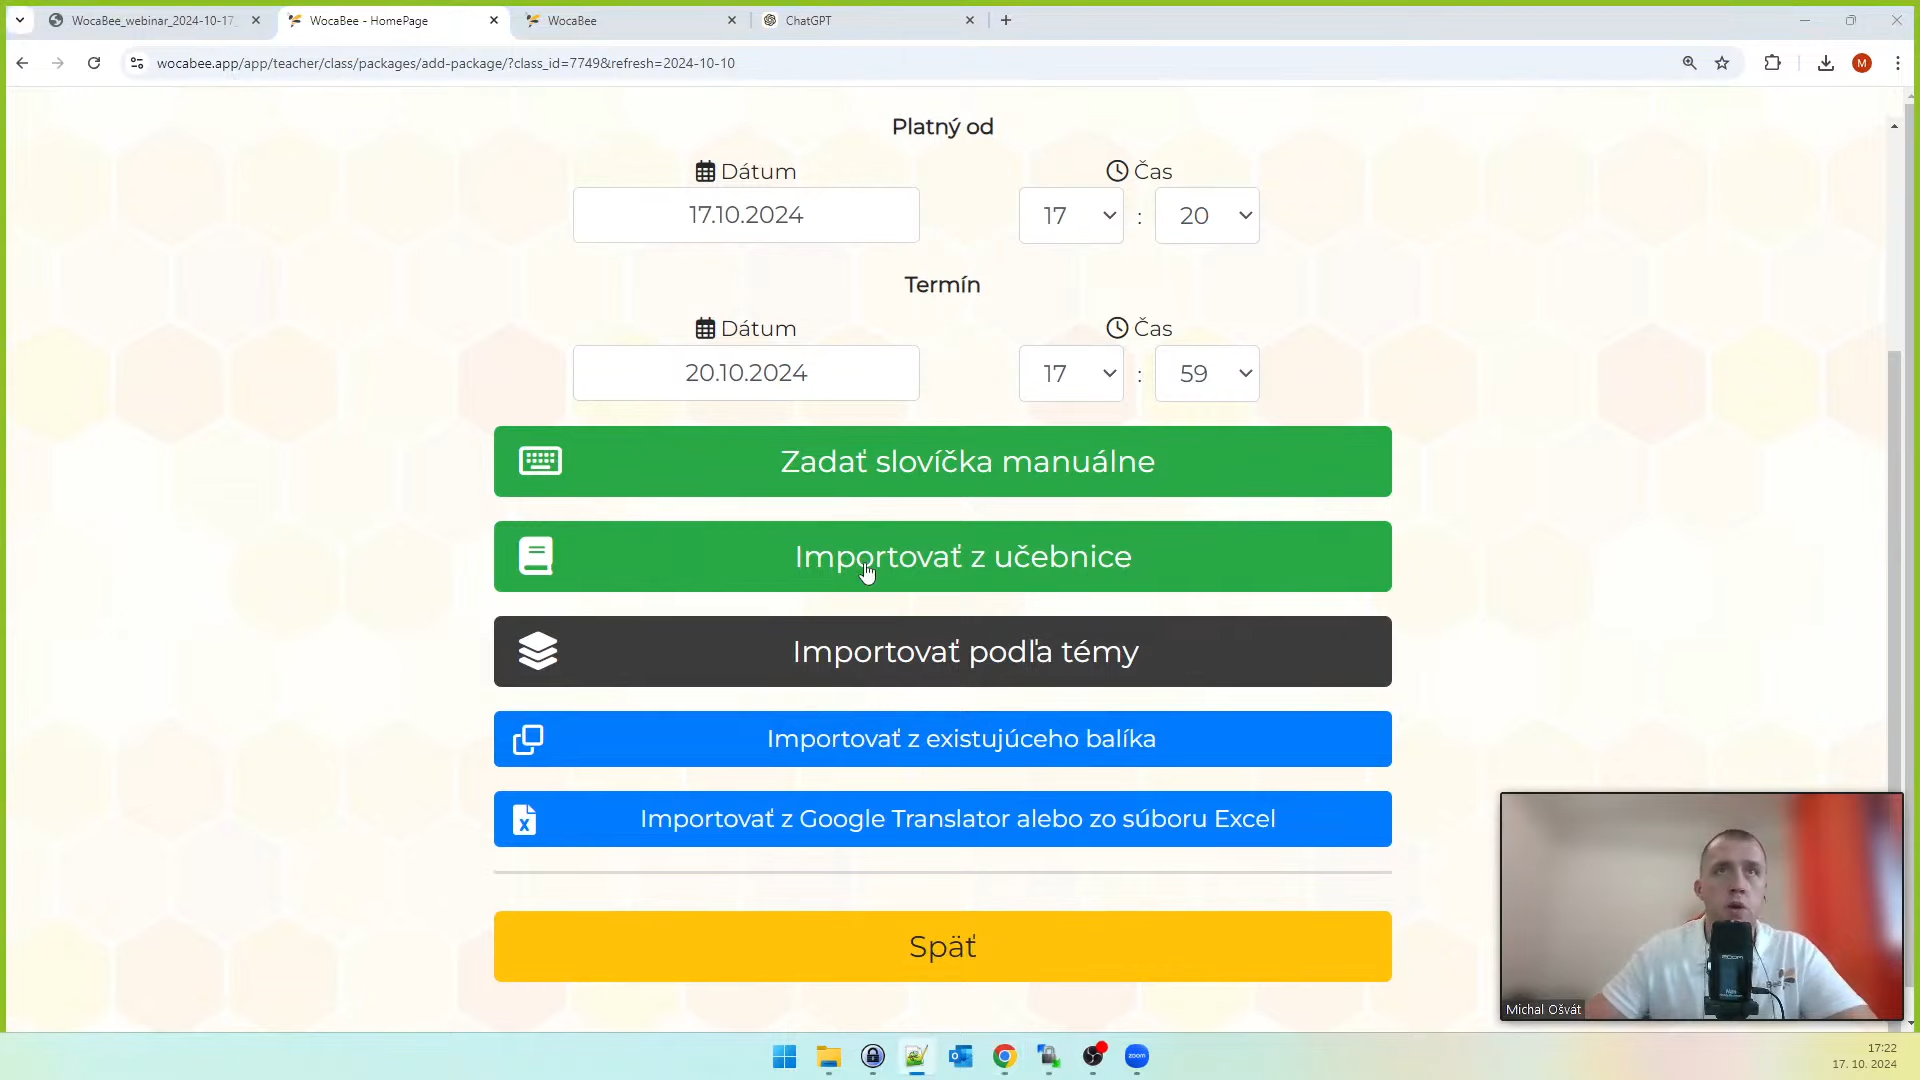 WocaBee_webinar_2024-10-17_
WocaBee - HomePage
WocaBee
ChatGPT
wocabee.app/app/teacher/class/packages/add-package/?class_id=7749&refresh=2024-10-10
M
Platný od
Dátum
Čas
17.10.2024
17 : 20
Termín
Dátum
Čas
20.10.2024
17 : 59
Zadať slovíčka manuálne
Importovať z učebnice
Importovať podľa témy
Importovať z existujúceho balíka
Importovať z Google Translator alebo zo súboru Excel
Späť
Michal Ošvát
zoom
17:22
17. 10. 2024